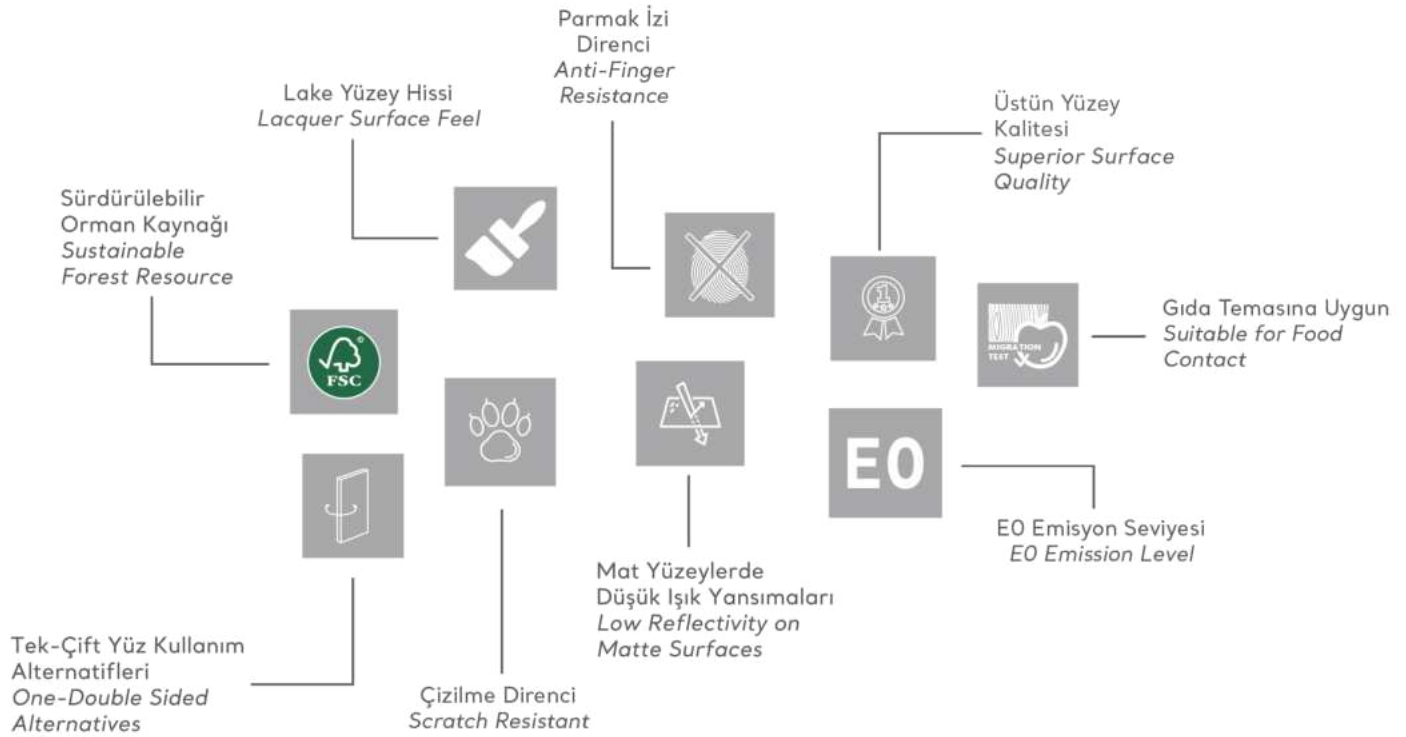 Parmak İzi
Direnci
Anti-Finger
Resistance
Lake Yüzey Hissi
Lacquer Surface Feel
Üstün Yüzey
Kalitesi
Superior Surface
Quality
Sürdürülebilir
Orman Kaynağı
Sustainable
Forest Resource
1
Gıda Temasına Uygun
Suitable for Food
Contact
MIGRATION
TEST
©
FSC
E0
E0 Emisyon Seviyesi
E0 Emission Level
Mat Yüzeylerde
Düşük Işık Yansımaları
Low Reflectivity on
Matte Surfaces
Tek-Çift Yüz Kullanım
Alternatifleri
One-Double Sided
Alternatives
Çizilme Direnci
Scratch Resistant